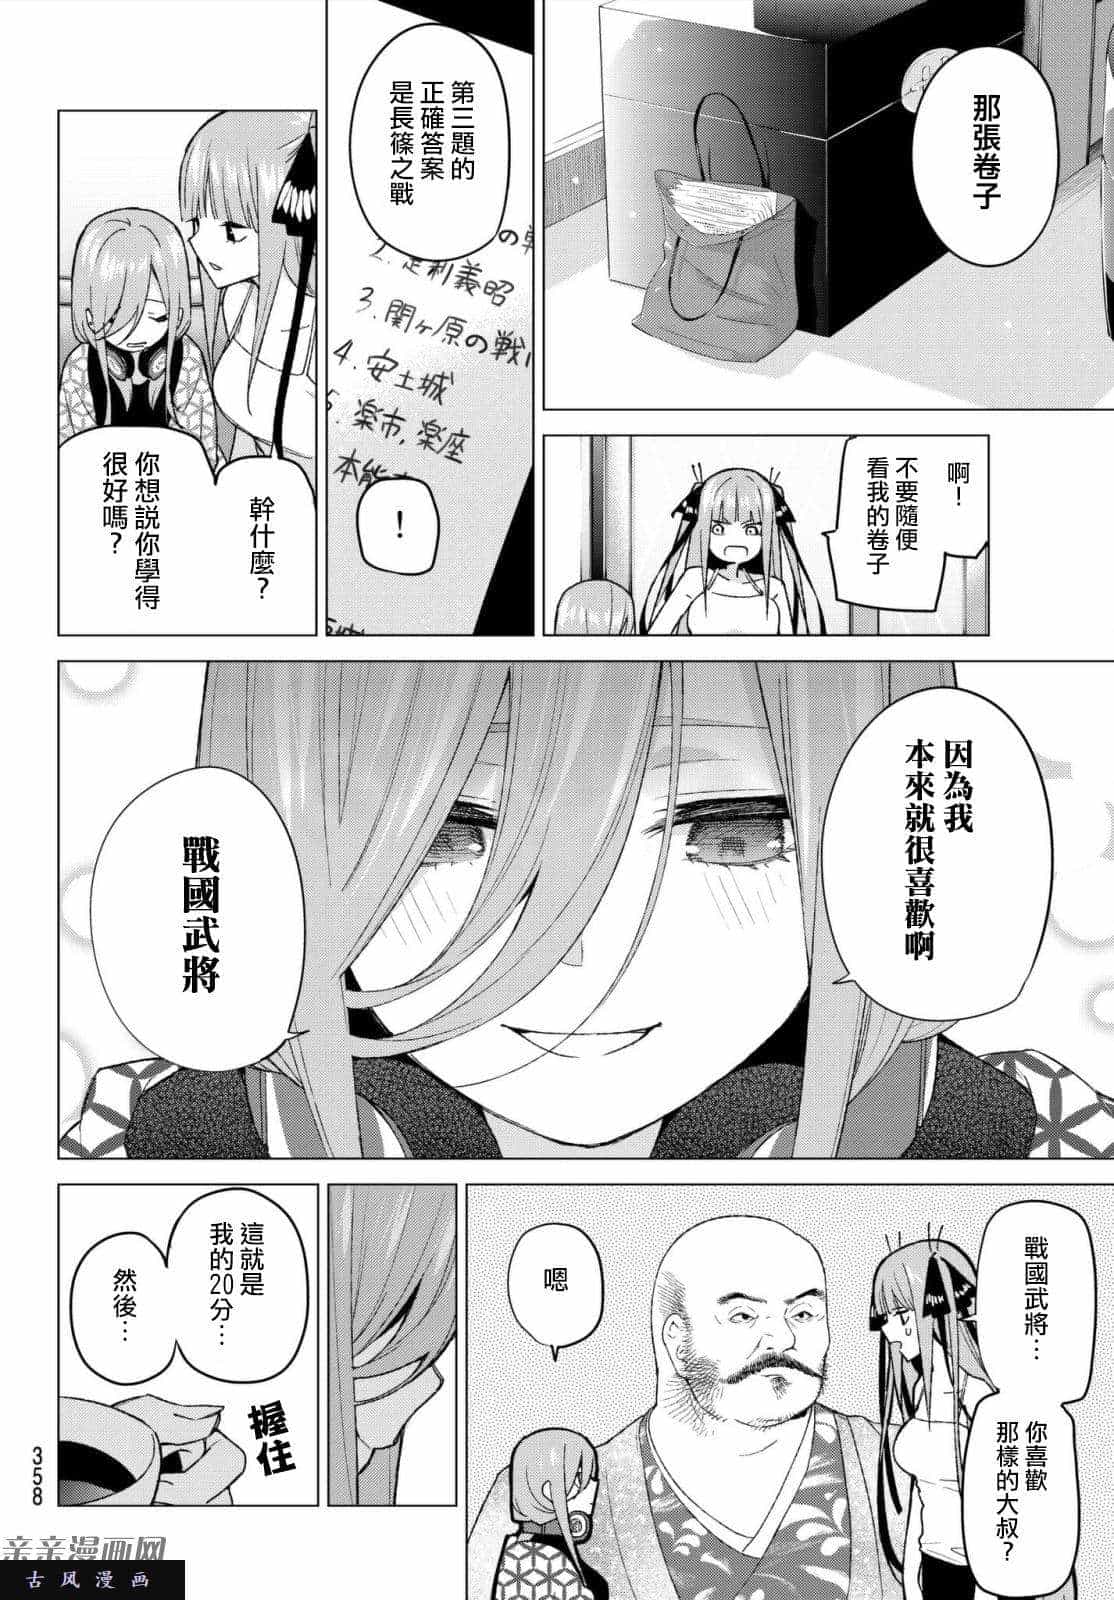 那張卷子
第三題的
正確答案
是長篠之戰
の戦
2.足利義昭
3.関ヶ原の戦い
4.安土城
5.楽市,楽座
本能
！
啊！
不要隨便
看我的卷子
幹什麼？
你想說你學得
很好嗎？
因為我
本來就很喜歡啊
戰國武將
戰國武將…
你喜歡
那樣的大叔？
嗯
這就是
我的20分…
然後…
握住
358
亲亲漫画网
古风漫画